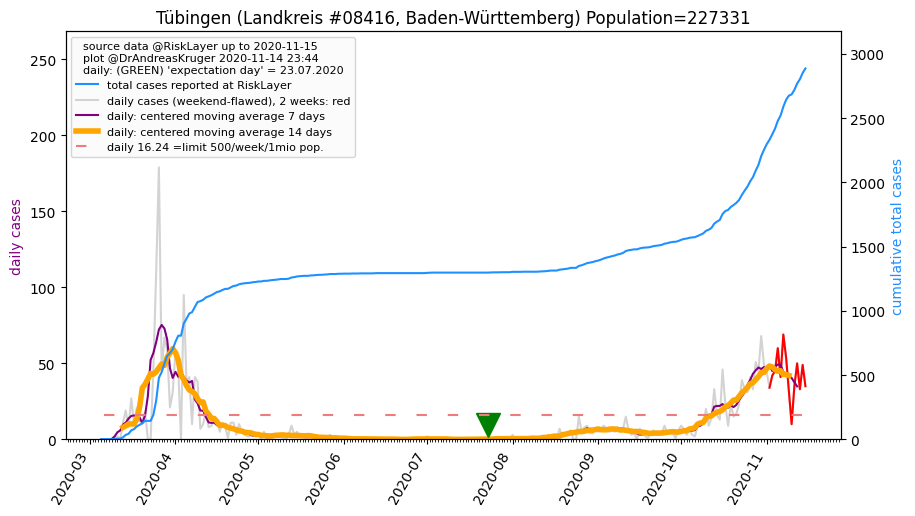 Tübingen (Landkreis #08416, Baden-Württemberg) Population=227331
source data @RiskLayer up to 2020-11-15
plot @DrAndreasKruger 2020-11-14 23:44
daily: (GREEN) 'expectation day' = 23.07.2020
total cases reported at RiskLayer
daily cases (weekend-flawed), 2 weeks: red
daily: centered moving average 7 days
daily: centered moving average 14 days
daily 16.24 =limit 500/week/1mio pop.
daily cases
250
200
150
100
50
0
cumulative total cases
3000
2500
2000
1500
1000
500
0
2020-03
2020-04
2020-05
2020-06
2020-07
2020-08
2020-09
2020-10
2020-11